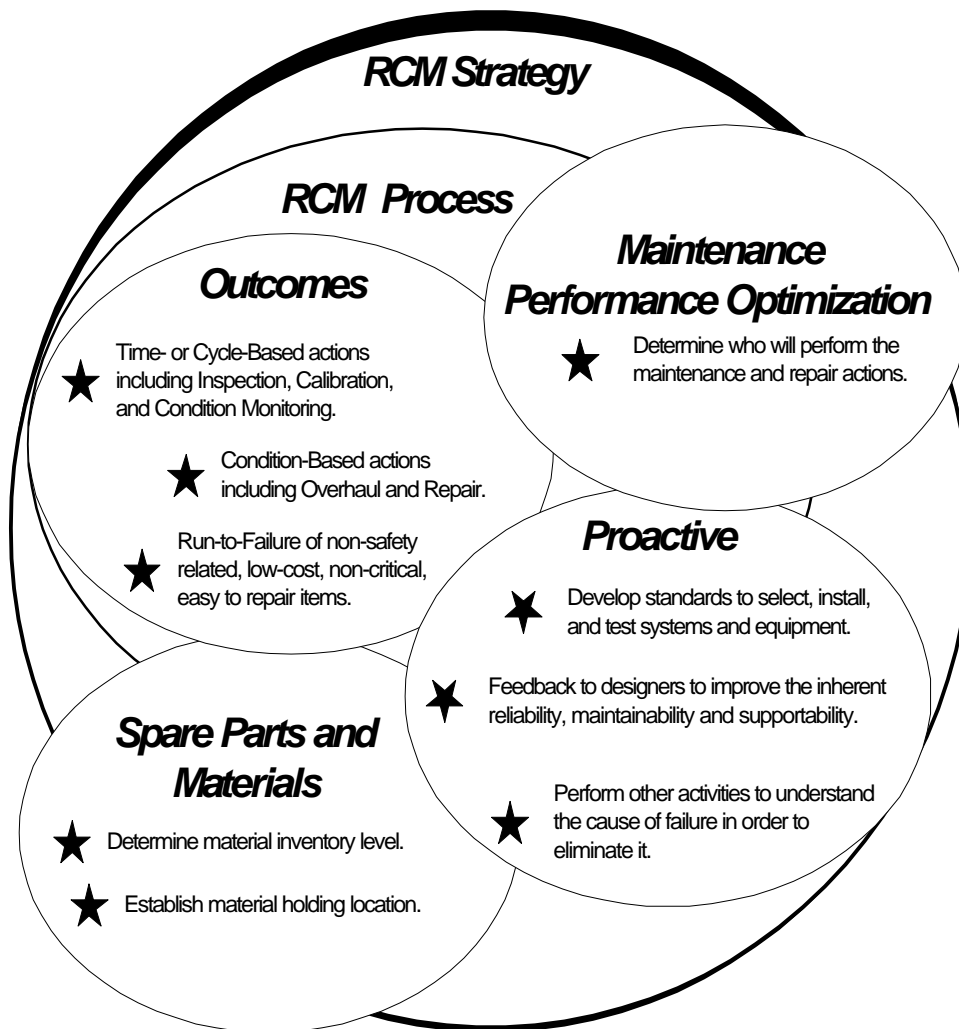 RCM Strategy
RCM Process
Outcomes
Time- or Cycle-Based actions
including Inspection, Calibration,
and Condition Monitoring.
Condition-Based actions
including Overhaul and Repair.
Run-to-Failure of non-safety
related, low-cost, non-critical,
easy to repair items.
Maintenance
Performance Optimization
Determine who will perform the
maintenance and repair actions.
Proactive
Develop standards to select, install,
and test systems and equipment.
Feedback to designers to improve the inherent
reliability, maintainability and supportability.
Perform other activities to understand
the cause of failure in order to
eliminate it.
Spare Parts and
Materials
Determine material inventory level.
Establish material holding location.